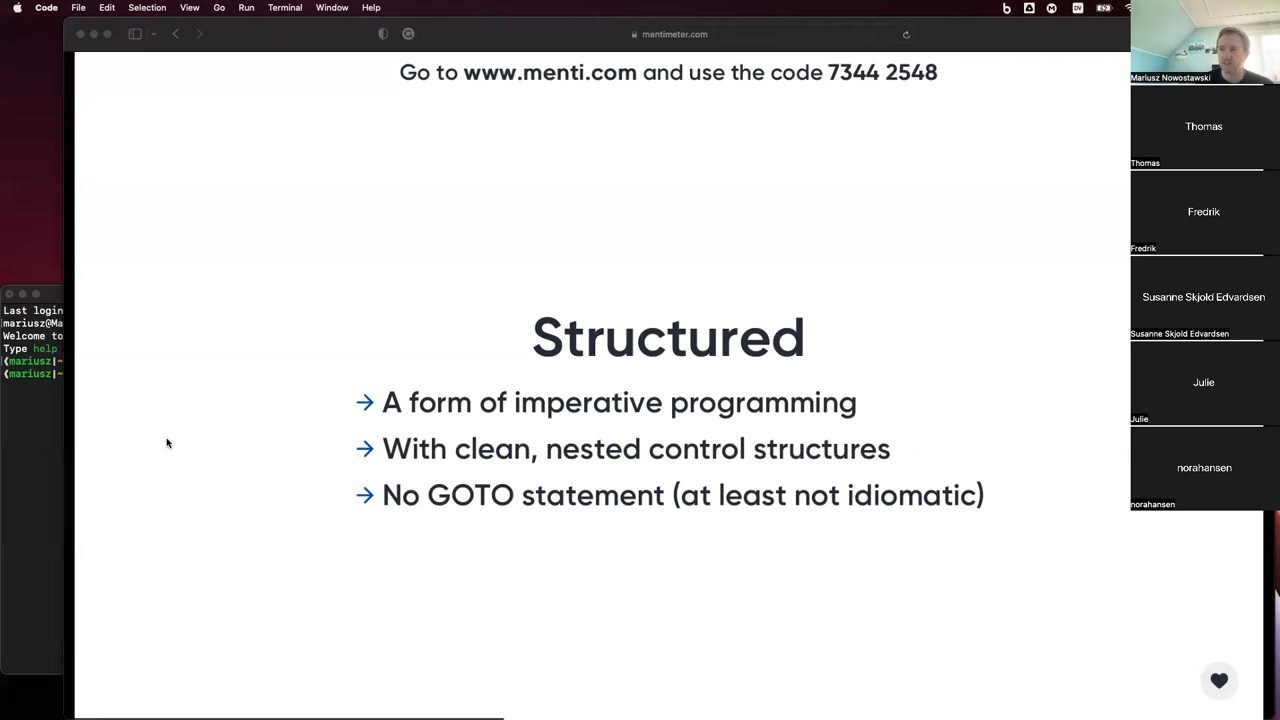 Code File Edit Selection View Go Run Terminal Window Help
mentimeter.com
Go to www.menti.com and use the code 7344 2548
Structured
→ A form of imperative programming
→ With clean, nested control structures
→ No GOTO statement (at least not idiomatic)
Last login
mariusz@Ma
Welcome to
Type help
mariusz|~
mariusz|~
Mariusz Nowostawski
Thomas
Thomas
Fredrik
Fredrik
Susanne Skjold Edvardsen
Susanne Skjold Edvardsen
Julie
Julie
norahansen
norahansen